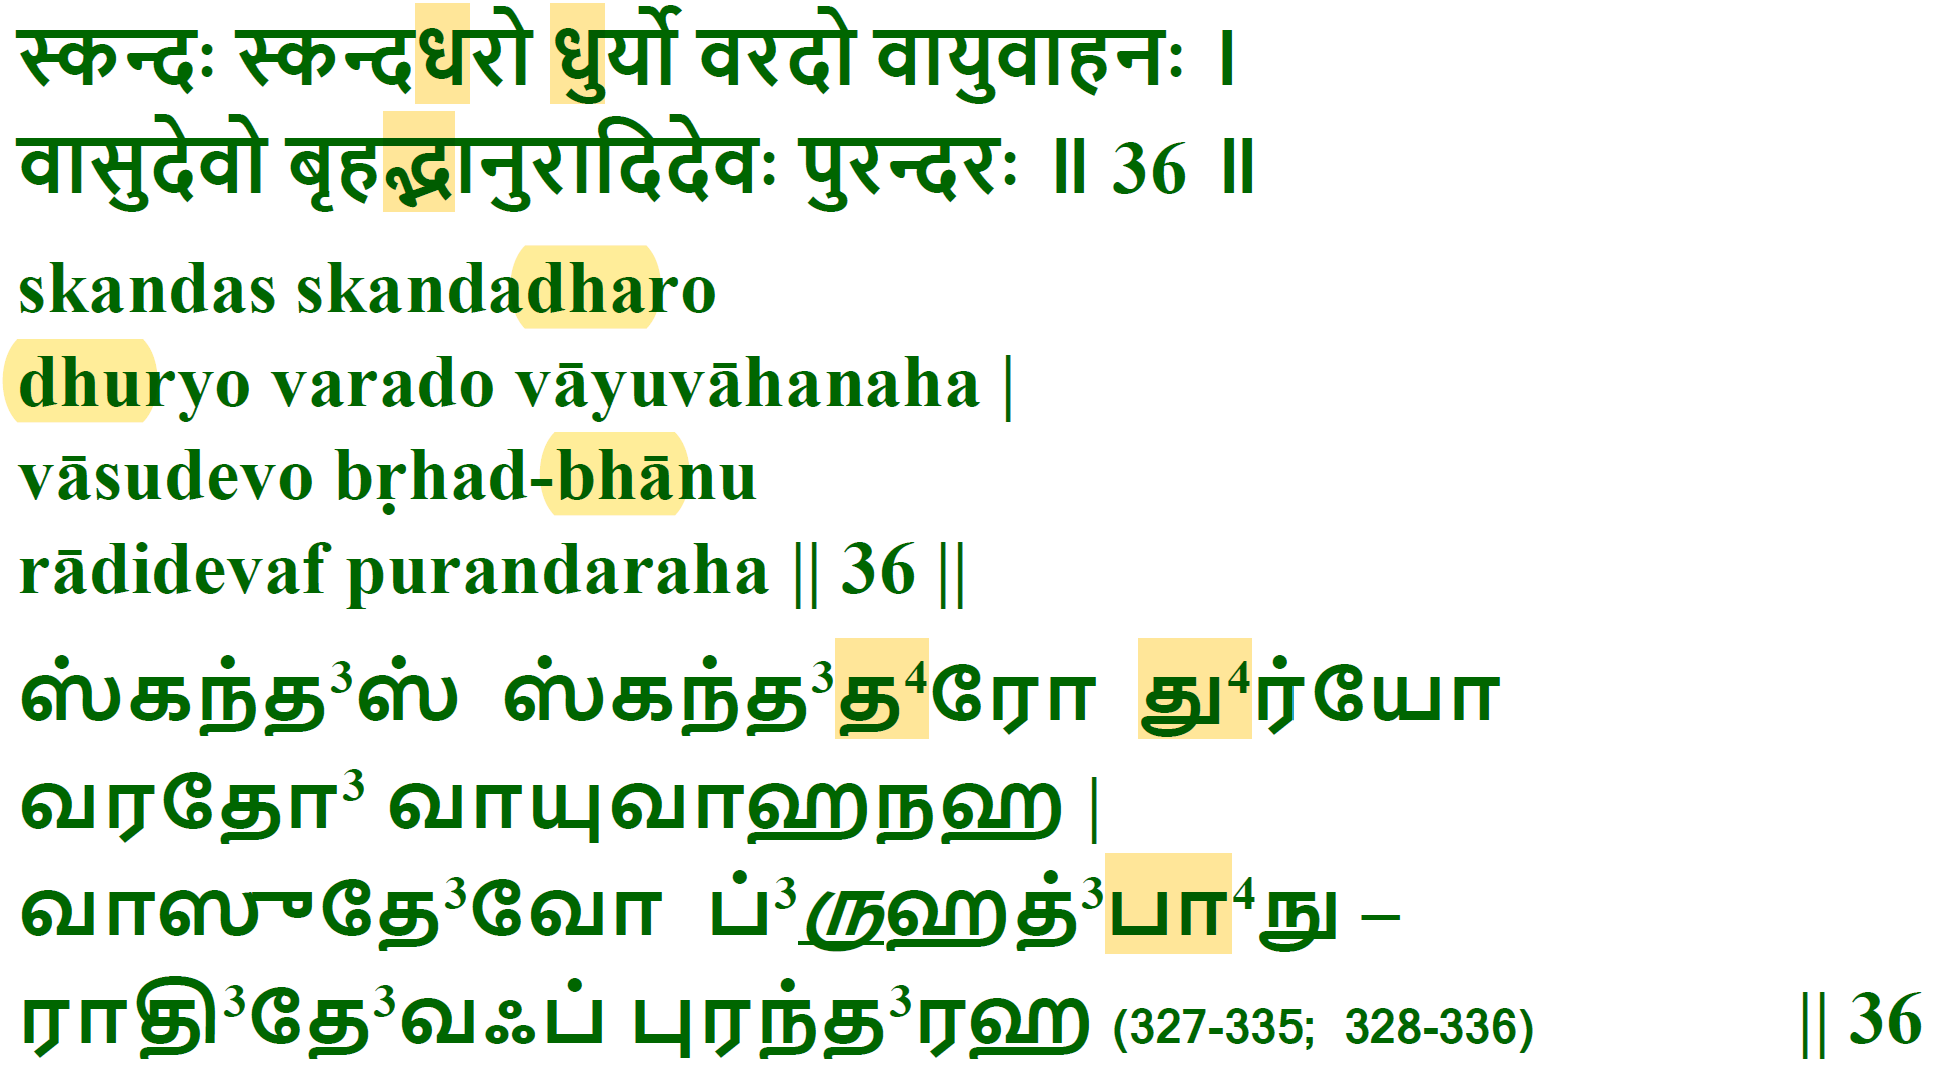 स्कन्दः स्कन्दधरो धुर्यो वरदो वायुवाहनः ।
वासुदेवो बृहद्भानुरादिदेवः पुरन्दरः ॥ 36 ॥
skandas skandadharo
dhuryo varado vāyuvāhanaha |
vāsudevo bṛhad-bhānu
rādidevaf purandaraha || 36 ||
ஸ்கந்த³ஸ் ஸ்கந்த³த⁴ரோ து⁴ர்யோ
வரதோ³ வாயுவாஹநஹ |
வாஸுதே³வோ ப்³ருஹத்³பா⁴நு –
ராதி³தே³வஃப் புரந்த³ரஹ (327-335; 328-336) || 36